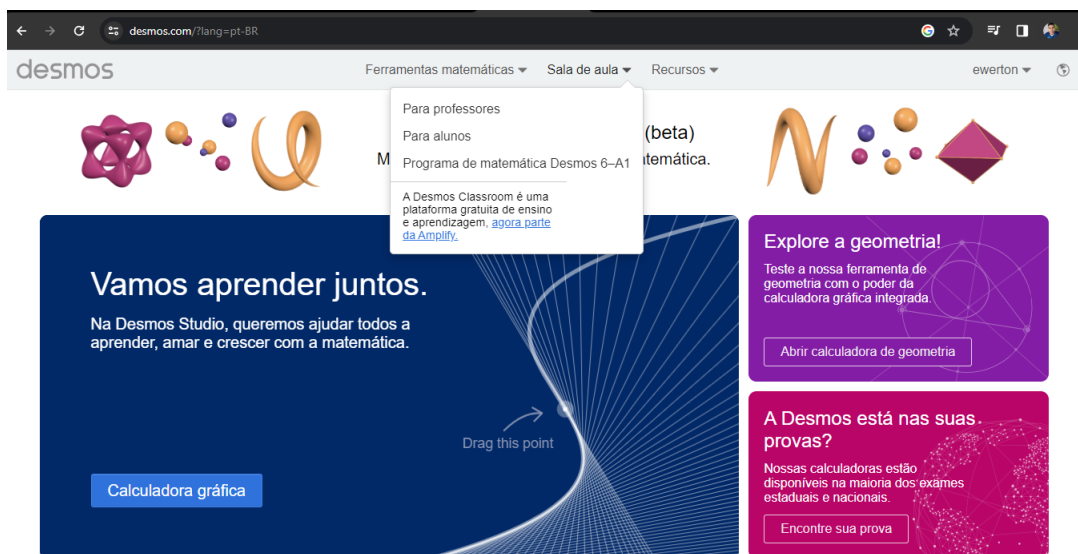 desmos.com/?lang=pt-BR
desmos
Ferramentas matemáticas
Sala de aula
Recursos
ewerton
Para professores
Para alunos
Programa de matemática Desmos 6–A1
A Desmos Classroom é uma
plataforma gratuita de ensino
e aprendizagem, agora parte
da Amplify.
(beta)
M
temática.
Vamos aprender juntos.
Na Desmos Studio, queremos ajudar todos a
aprender, amar e crescer com a matemática.
Drag this point
Calculadora gráfica
Explore a geometria!
Teste a nossa ferramenta de
geometria com o poder da
calculadora gráfica integrada.
Abrir calculadora de geometria
A Desmos está nas suas
provas?
Nossas calculadoras estão
disponíveis na maioria dos exames
estaduais e nacionais.
Encontre sua prova